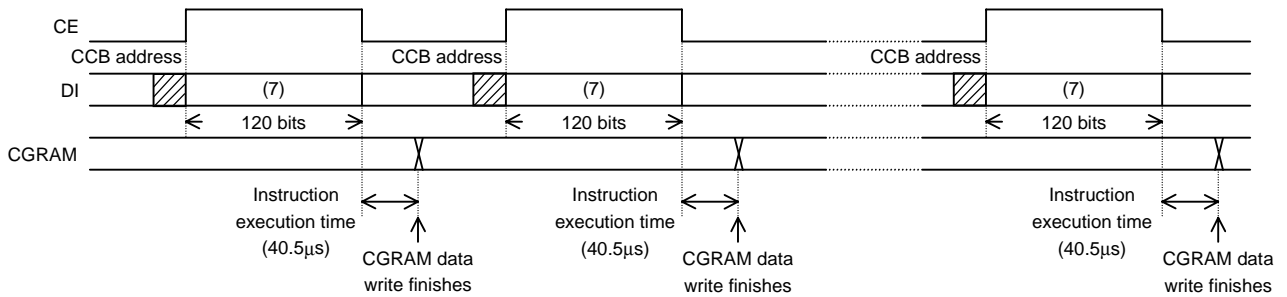 CE
CCB address CCB address CCB address
DI (7) (7) (7)
120 bits 120 bits 120 bits
CGRAM
Instruction Instruction Instruction
execution time execution time execution time
(40.5μs) (40.5μs) (40.5μs)
CGRAM data CGRAM data CGRAM data
write finishes write finishes write finishes